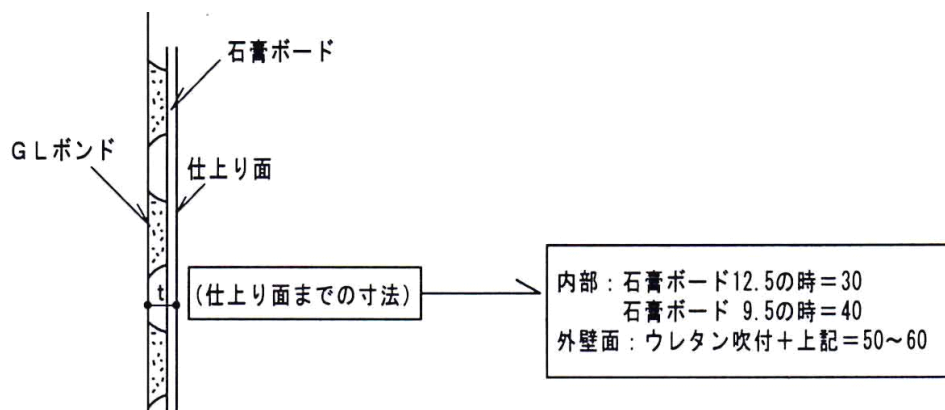 石膏ボード
GLボンド
仕上り面
t
(仕上り面までの寸法)
内部:石膏ボード12.5の時=30
石膏ボード 9.5の時=40
外壁面:ウレタン吹付+上記=50~60